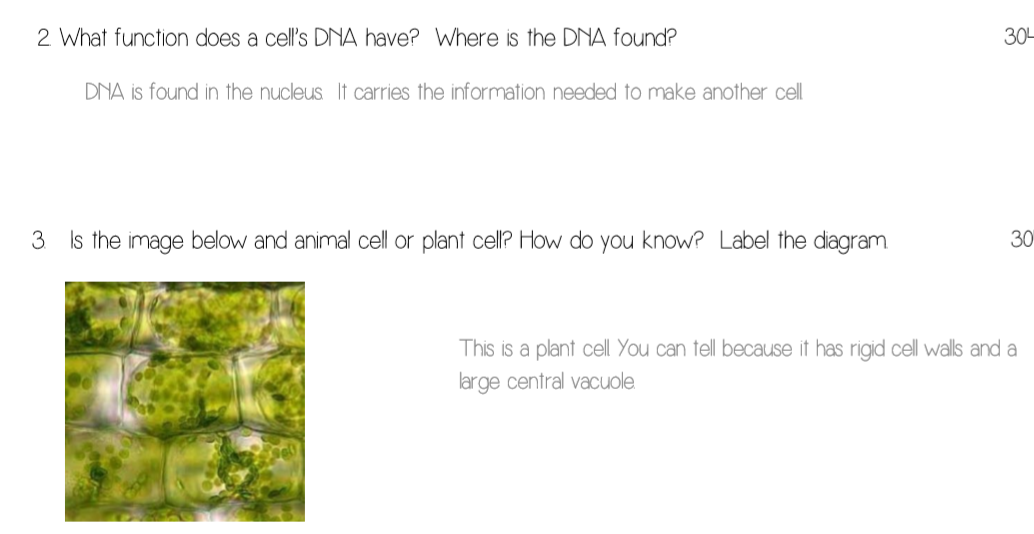 2. What function does a cell's DNA have? Where is the DNA found?
DNA is found in the nucleus. It carries the information needed to make another cell.
3. Is the image below and animal cell or plant cell? How do you know? Label the diagram.
This is a plant cell. You can tell because it has rigid cell walls and a
large central vacuole.